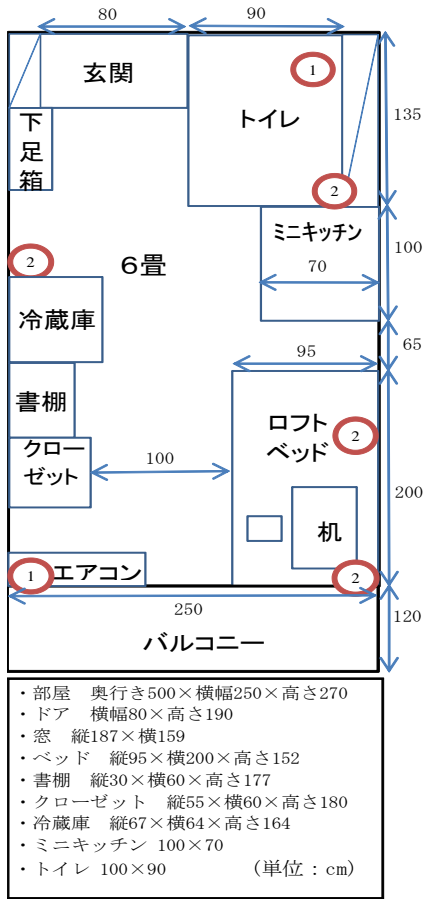 80
90
玄関
1
トイレ
135
下
足
箱
2
ミニキッチン
100
70
2
6畳
冷蔵庫
65
95
書棚
ロフト
ベッド
2
クロー
ゼット
100
200
机
1
エアコン
2
250
120
バルコニー
・部屋　奥行き500×横幅250×高さ270
・ドア　横幅80×高さ190
・窓　縦187×横159
・ベッド　縦95×横200×高さ152
・書棚　縦30×横60×高さ177
・クローゼット　縦55×横60×高さ180
・冷蔵庫　縦67×横64×高さ164
・ミニキッチン 100×70
・トイレ 100×90　　　(単位：cm)